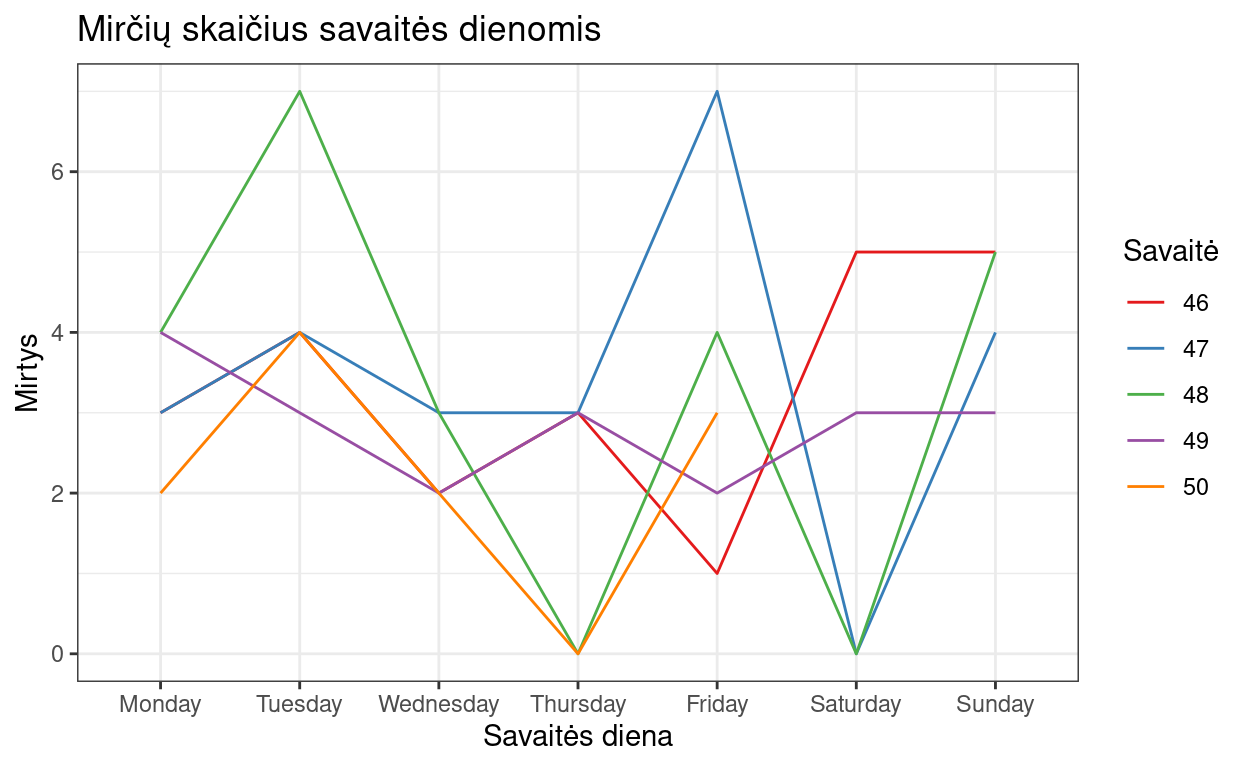 Mirčių skaičius savaitės dienomis
Mirtys
6
4
2
0
Monday Tuesday Wednesday Thursday Friday Saturday Sunday
Savaitės diena
Savaitė
46
47
48
49
50